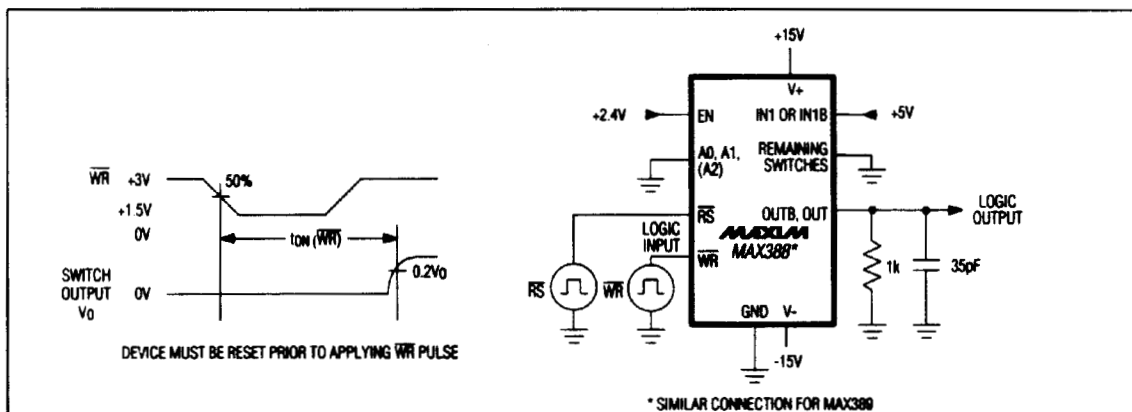 WR +3V
50%
+1.5V
0V
tON (WR)
SWITCH
OUTPUT
VO
0V
0.2VO
DEVICE MUST BE RESET PRIOR TO APPLYING WR PULSE
+15V
V+
+2.4V
EN
IN1 OR IN1B
+5V
A0, A1,
(A2)
REMAINING
SWITCHES
RS
OUTB, OUT
LOGIC
OUTPUT
LOGIC
INPUT
MAXIM
MAX388*
WR
1k
35pF
RS
WR
GND
V-
-15V
* SIMILAR CONNECTION FOR MAX389